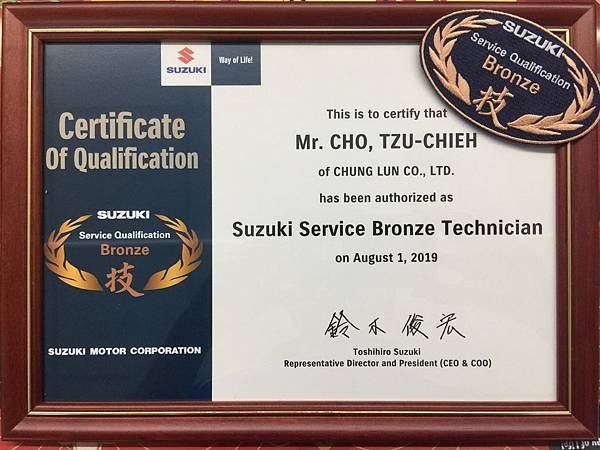 SUZUKI
Way of Life!
Certificate
Of Qualification
SUZUKI
Service Qualification
Bronze
技
SUZUKI MOTOR CORPORATION
This is to certify that
Mr. CHO, TZU-CHIEH
of CHUNG LUN CO., LTD.
has been authorized as
Suzuki Service Bronze Technician
on August 1, 2019
鈴木俊宏
Toshihiro Suzuki
Representative Director and President (CEO & COO)
SUZUKI
Service Qualification
Bronze
技